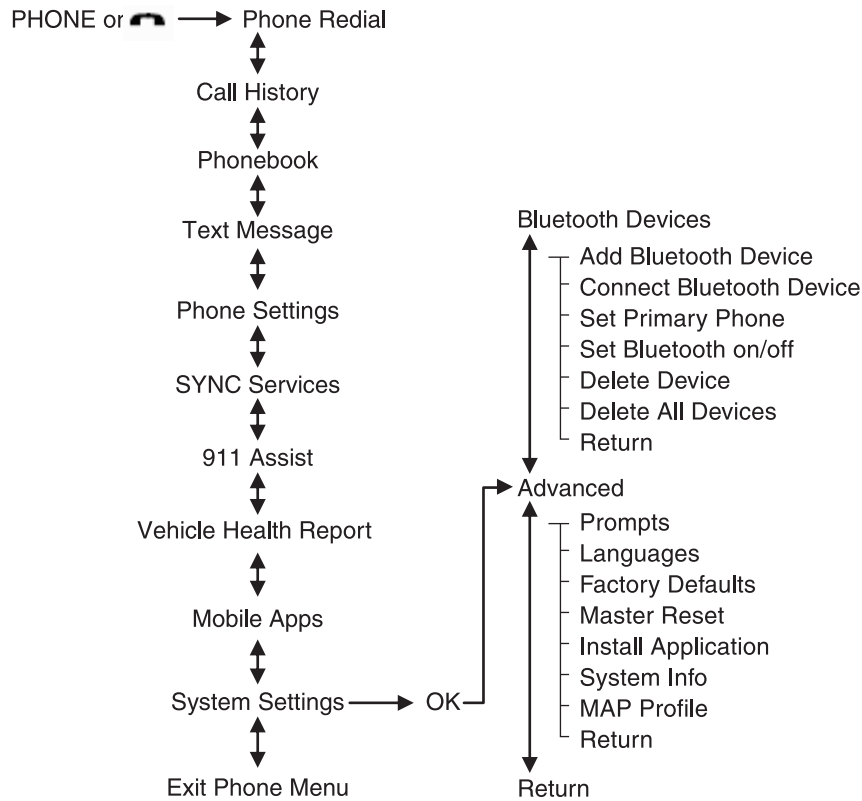 PHONE or
Phone Redial
Call History
Phonebook
Text Message
Phone Settings
SYNC Services
911 Assist
Vehicle Health Report
Mobile Apps
System Settings
OK
Exit Phone Menu
Bluetooth Devices
Add Bluetooth Device
Connect Bluetooth Device
Set Primary Phone
Set Bluetooth on/off
Delete Device
Delete All Devices
Return
Advanced
Prompts
Languages
Factory Defaults
Master Reset
Install Application
System Info
MAP Profile
Return
Return